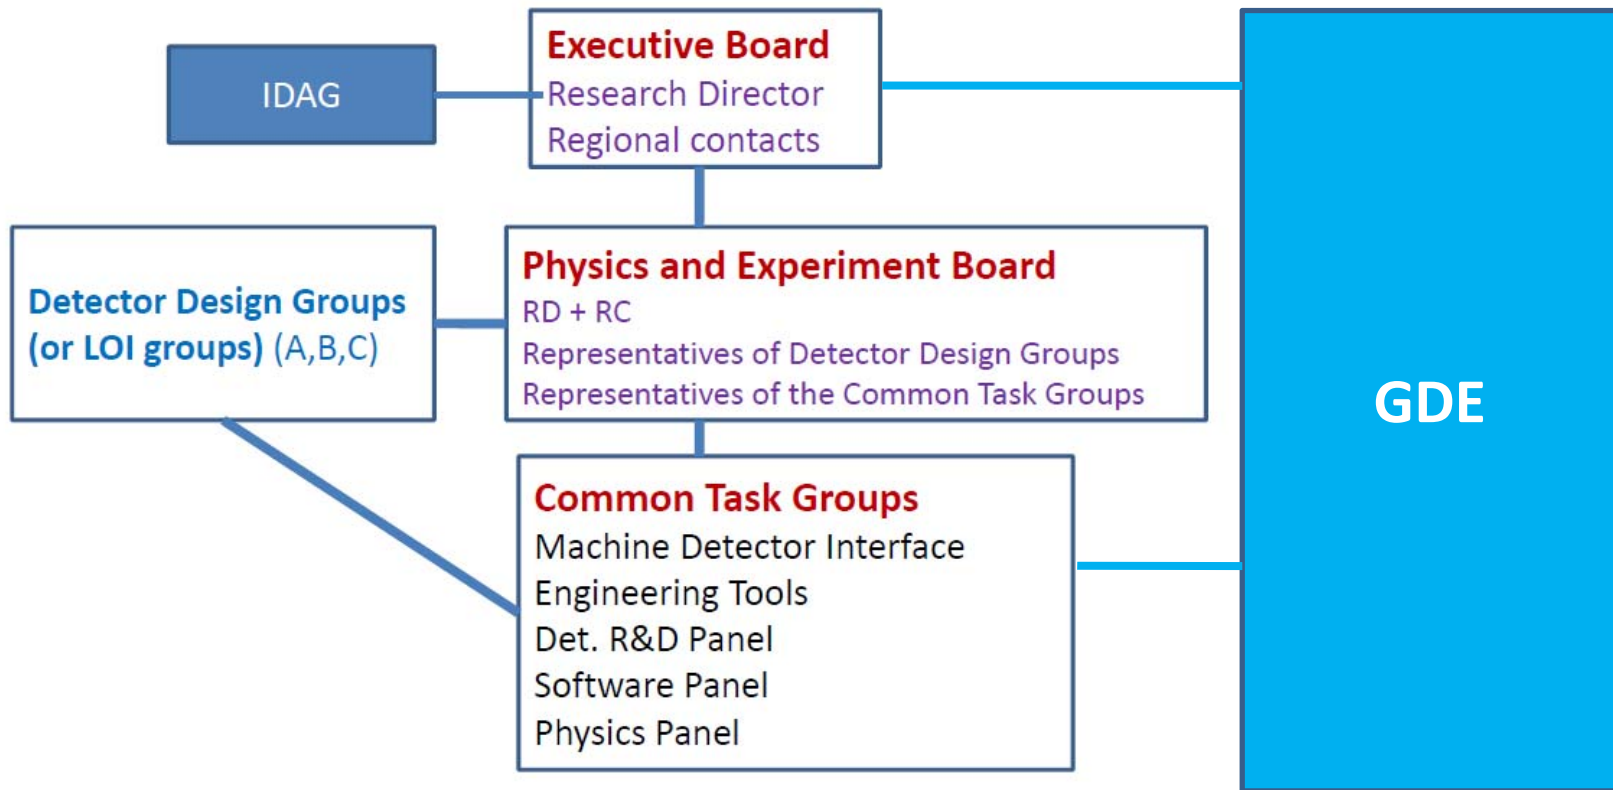 IDAG
Executive Board
Research Director
Regional contacts
Detector Design Groups
(or LOI groups) (A,B,C)
Physics and Experiment Board
RD + RC
Representatives of Detector Design Groups
Representatives of the Common Task Groups
Common Task Groups
Machine Detector Interface
Engineering Tools
Det. R&D Panel
Software Panel
Physics Panel
GDE